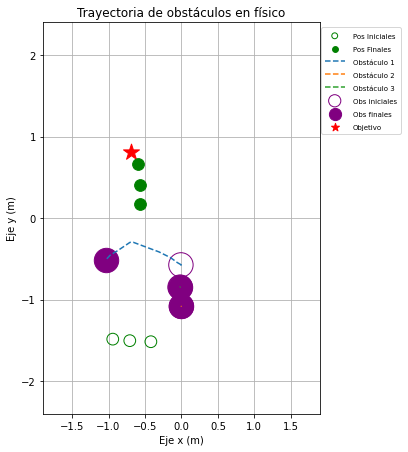 Trayectoria de obstáculos en físico
Pos Iniciales
Pos Finales
Obstáculo 1
Obstáculo 2
Obstáculo 3
Obs iniciales
Obs finales
Objetivo
Eje y (m)
2
1
0
−1
−2
−1.5
−1.0
−0.5
0.0
0.5
1.0
1.5
Eje x (m)